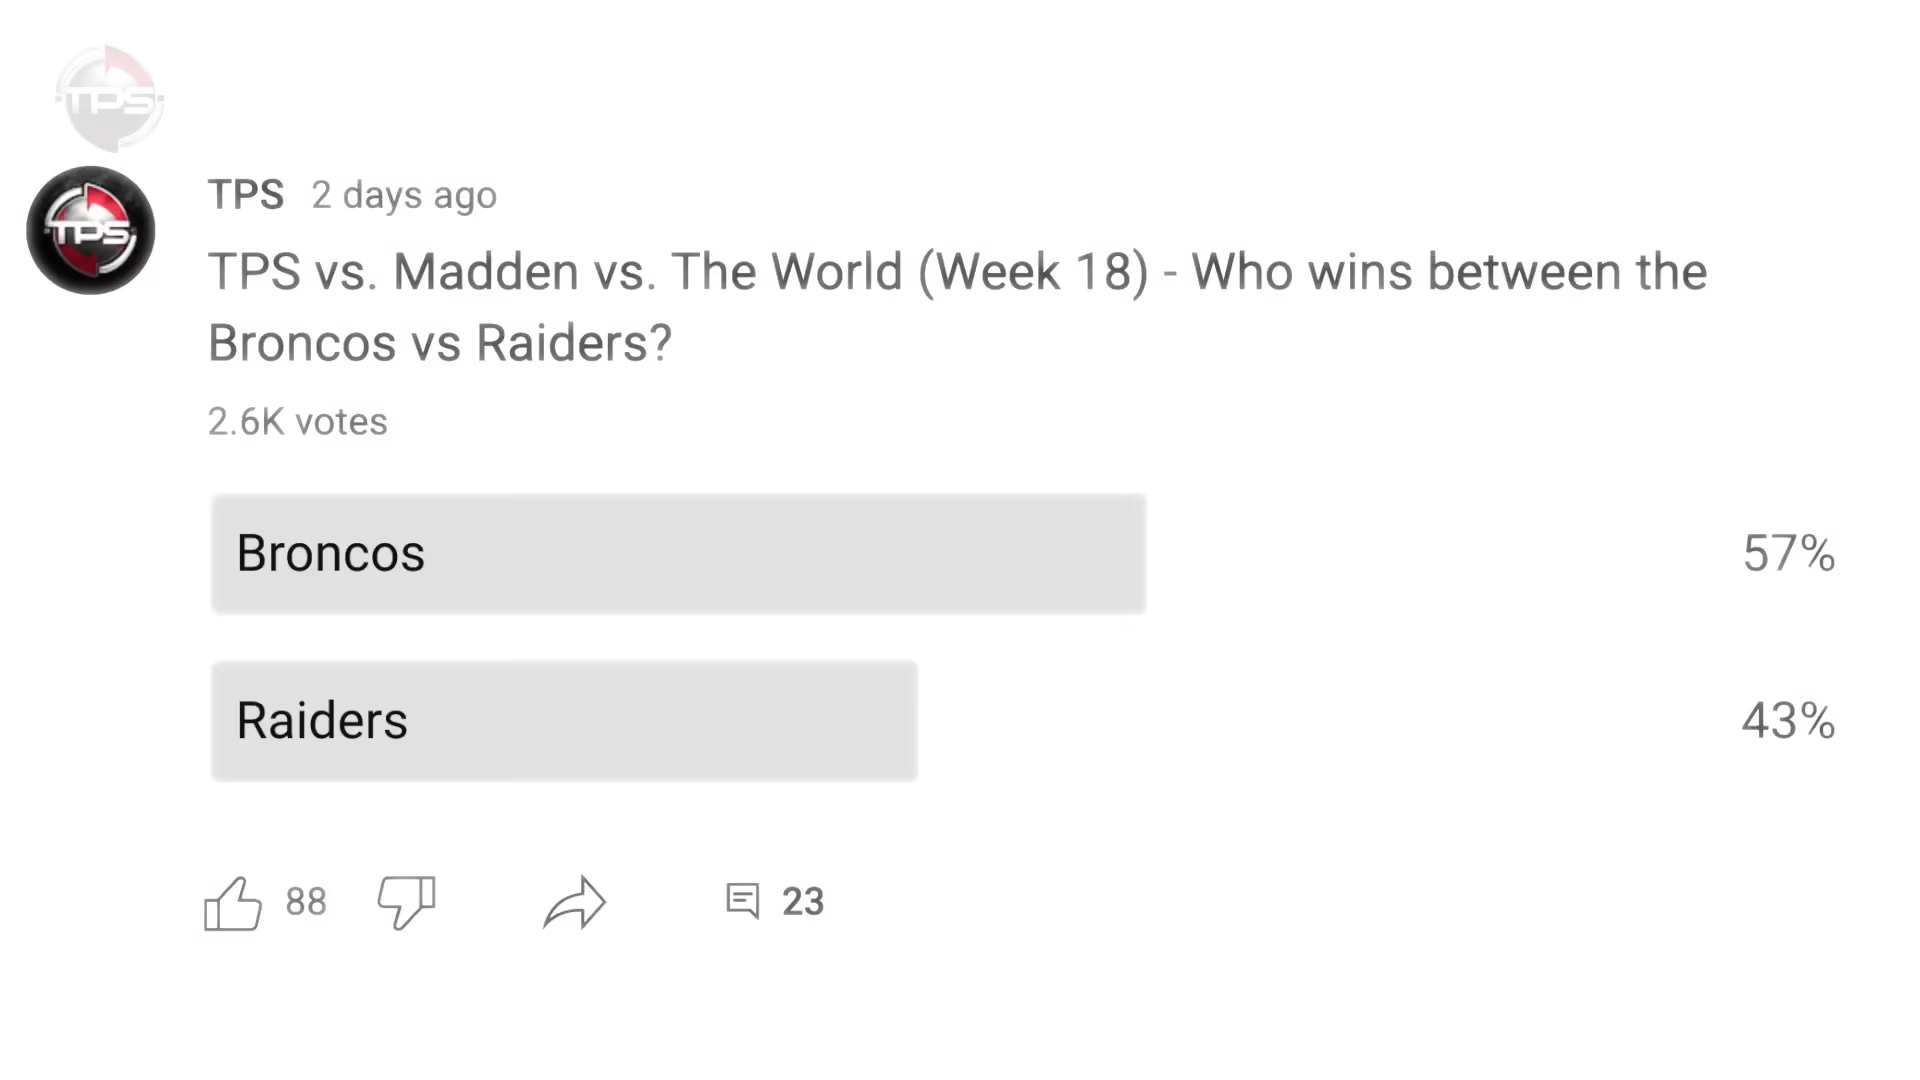 TPS
TPS
TPS 2 days ago
TPS vs. Madden vs. The World (Week 18) - Who wins between the
Broncos vs Raiders?
2.6K votes
Broncos 57%
Raiders 43%
88 23